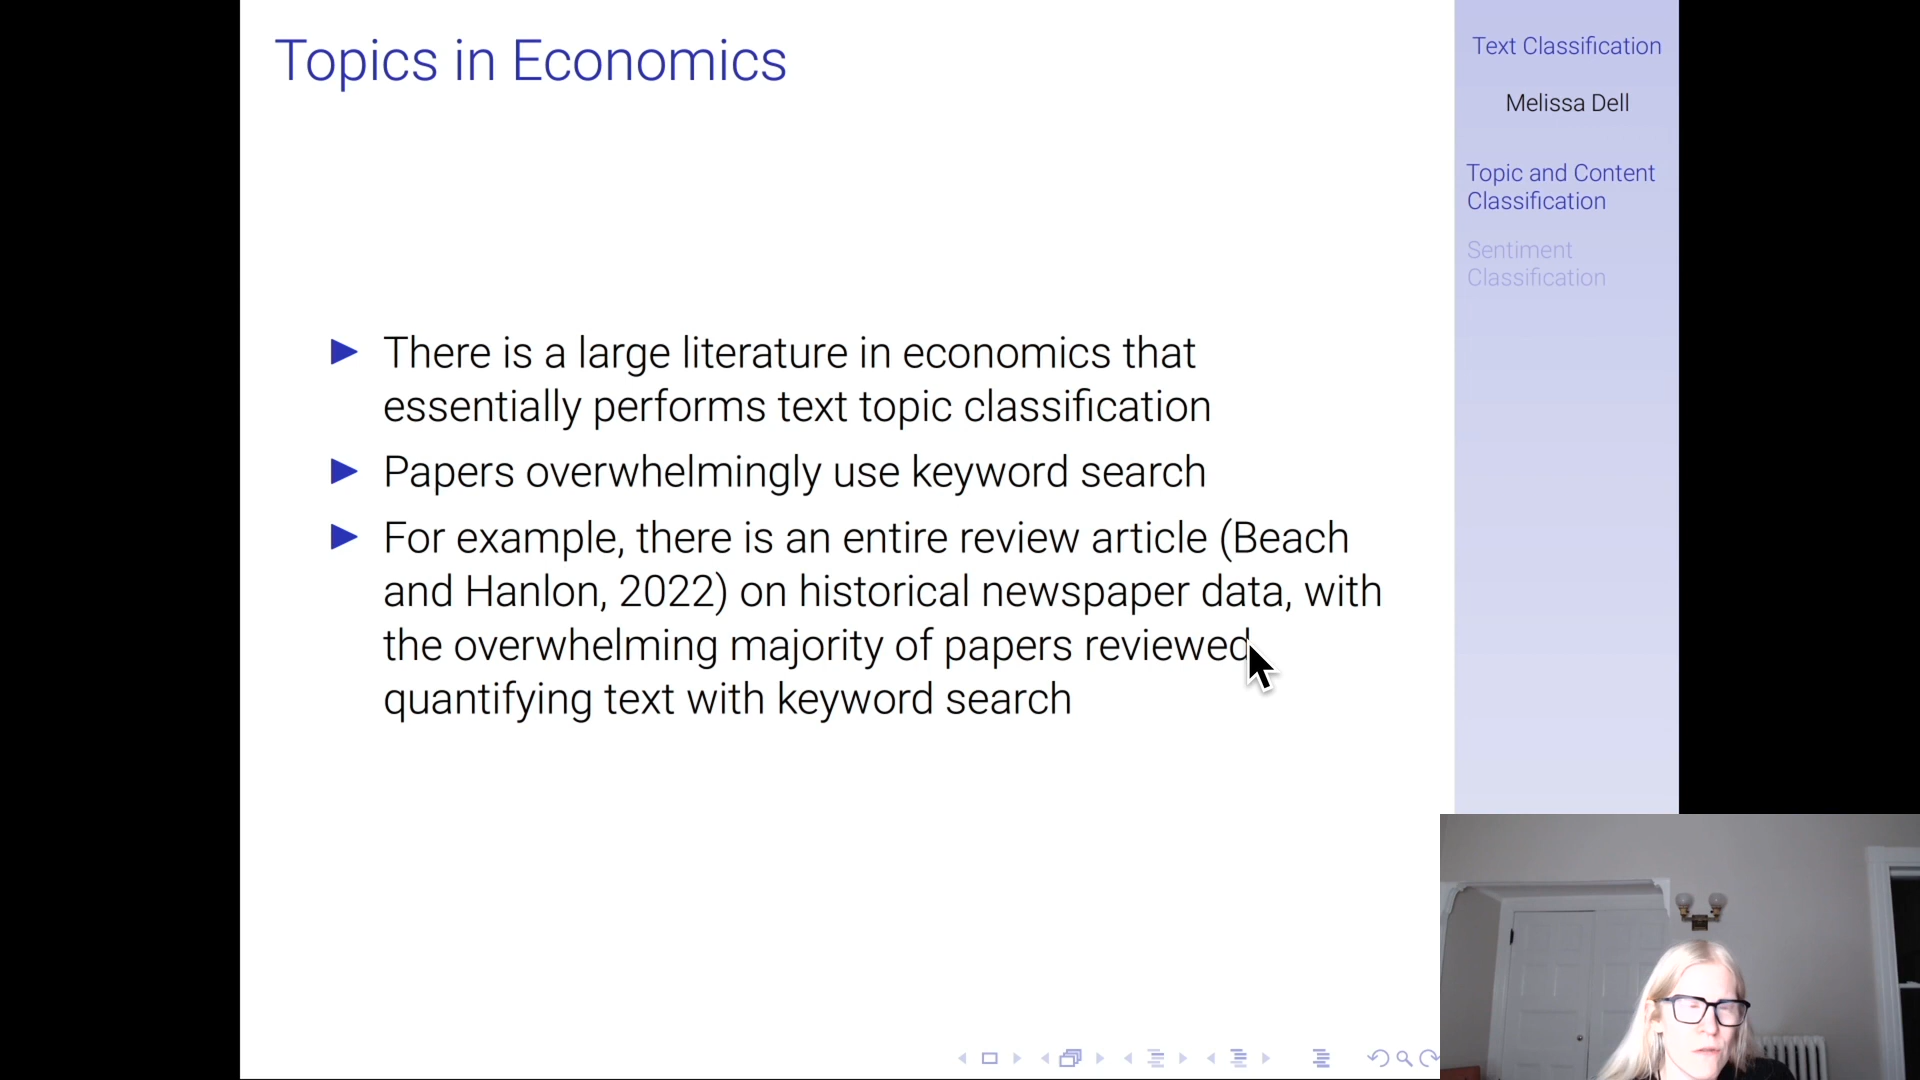 Topics in Economics
There is a large literature in economics that
essentially performs text topic classification
Papers overwhelmingly use keyword search
For example, there is an entire review article (Beach
and Hanlon, 2022) on historical newspaper data, with
the overwhelming majority of papers reviewed
quantifying text with keyword search
Text Classification
Melissa Dell
Topic and Content
Classification
Sentiment
Classification